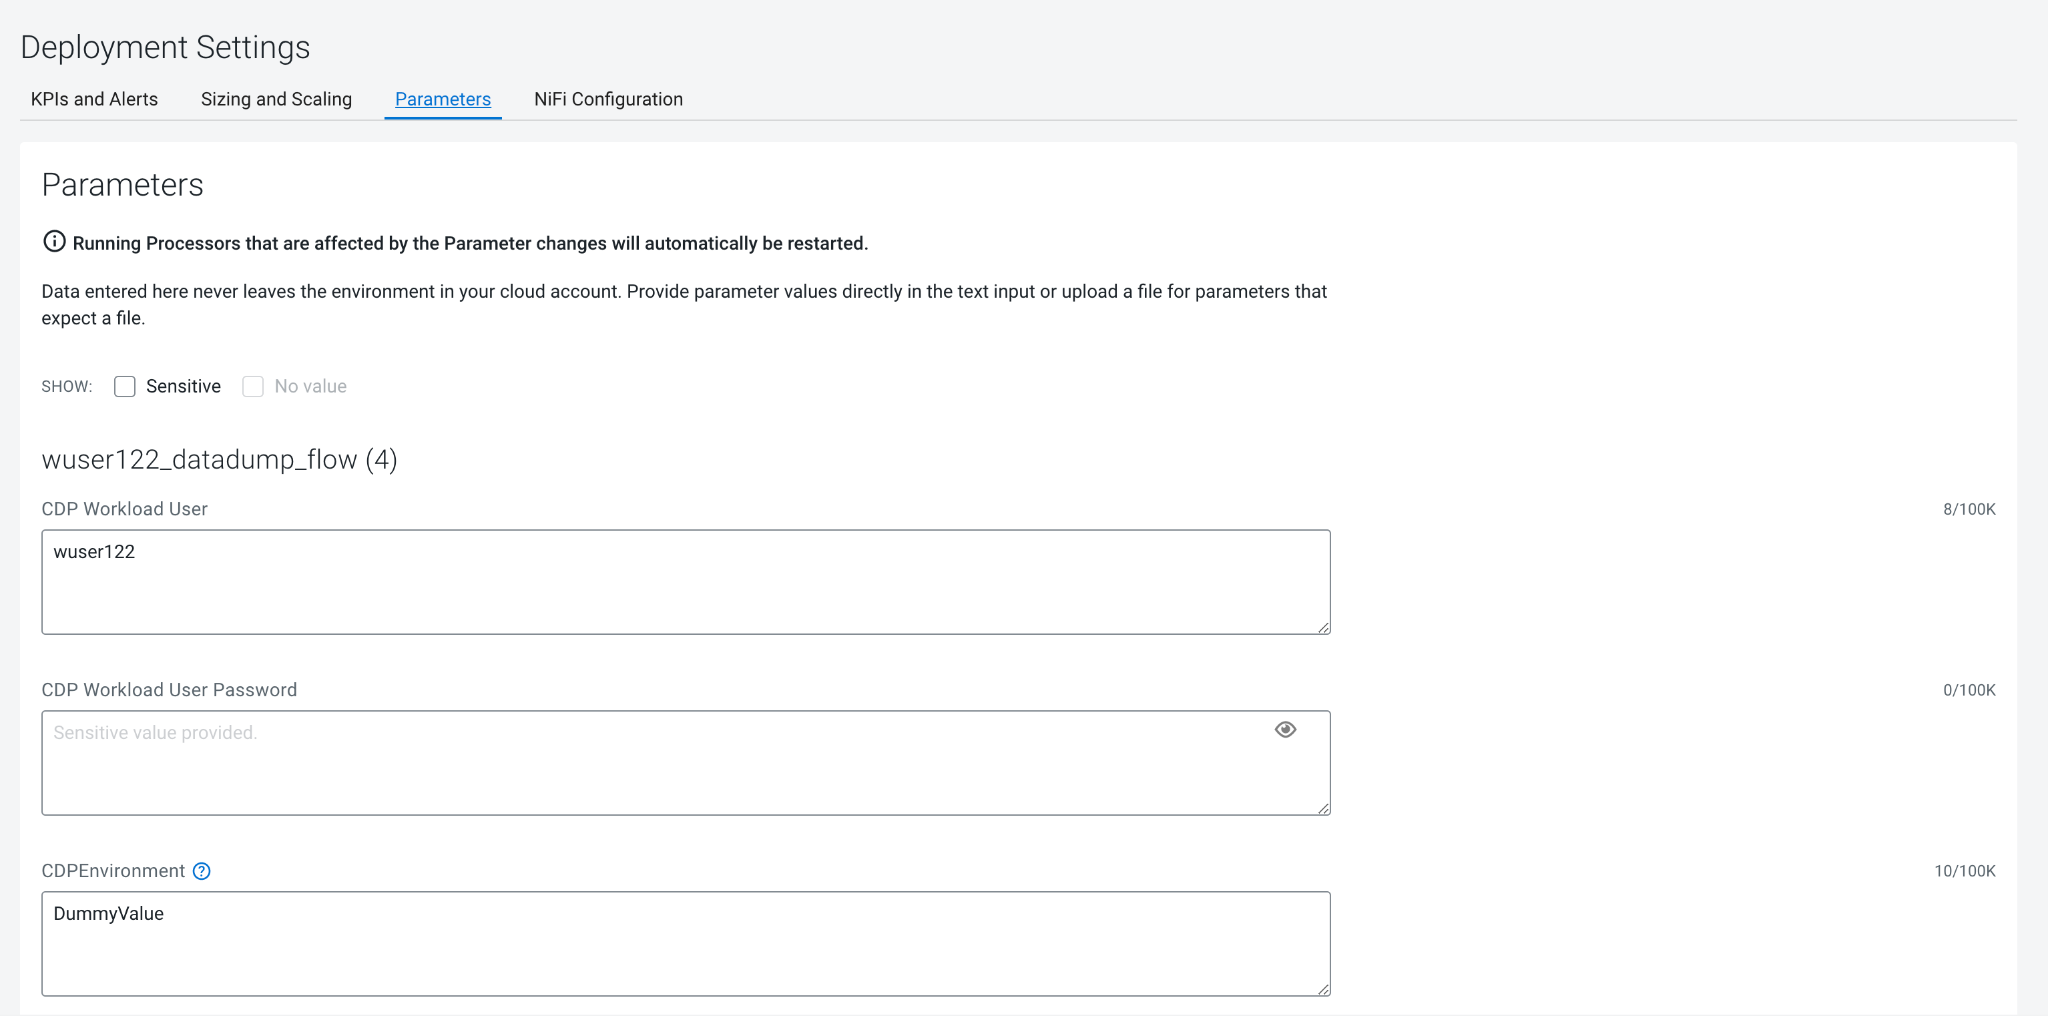 Deployment Settings
KPIs and Alerts Sizing and Scaling Parameters NiFi Configuration
Parameters
Running Processors that are affected by the Parameter changes will automatically be restarted.
Data entered here never leaves the environment in your cloud account. Provide parameter values directly in the text input or upload a file for parameters that
expect a file.
SHOW: Sensitive No value
wuser122_datadump_flow (4)
CDP Workload User 8/100K
wuser122
CDP Workload User Password 0/100K
Sensitive value provided.
CDPEnvironment 10/100K
DummyValue